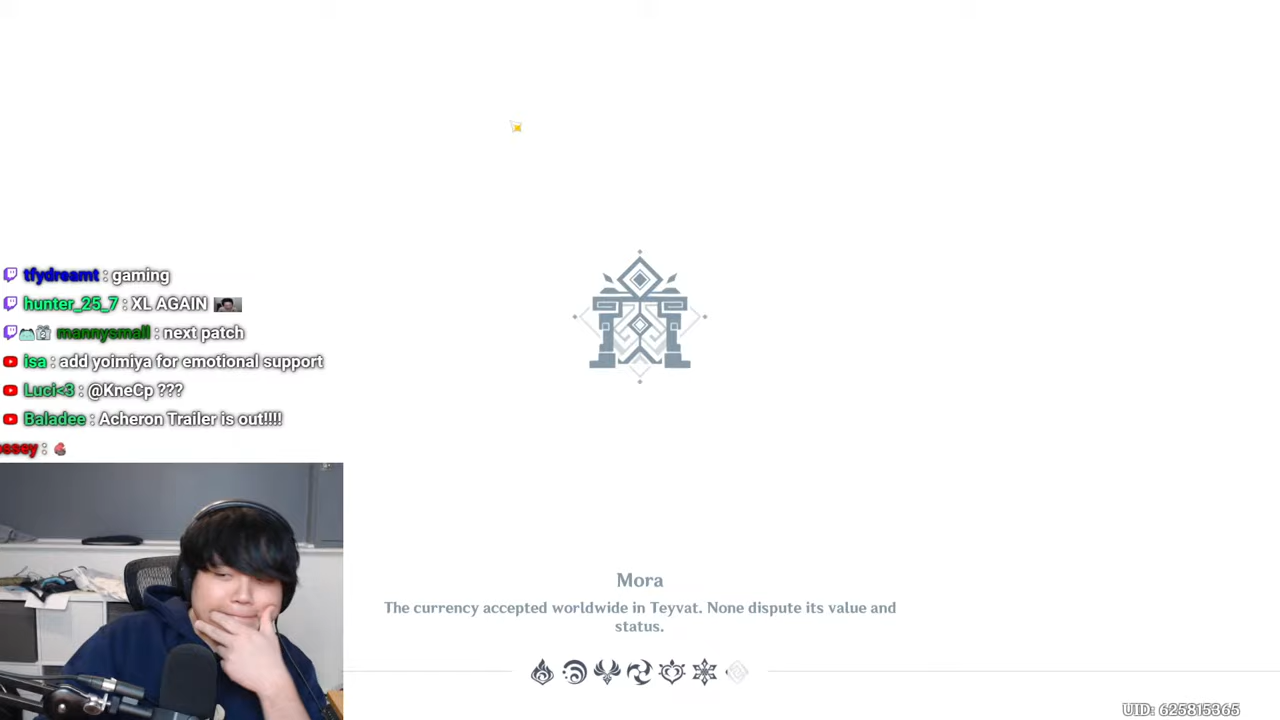 tfydreamt : gaming
hunter_25_7 : XL AGAIN
mannysmall : next patch
isa : add yoimiya for emotional support
Luci<3 : @KneCp ???
Baladee : Acheron Trailer is out!!!!
ossey :
Mora
The currency accepted worldwide in Teyvat. None dispute its value and
status.
UID: 625815365